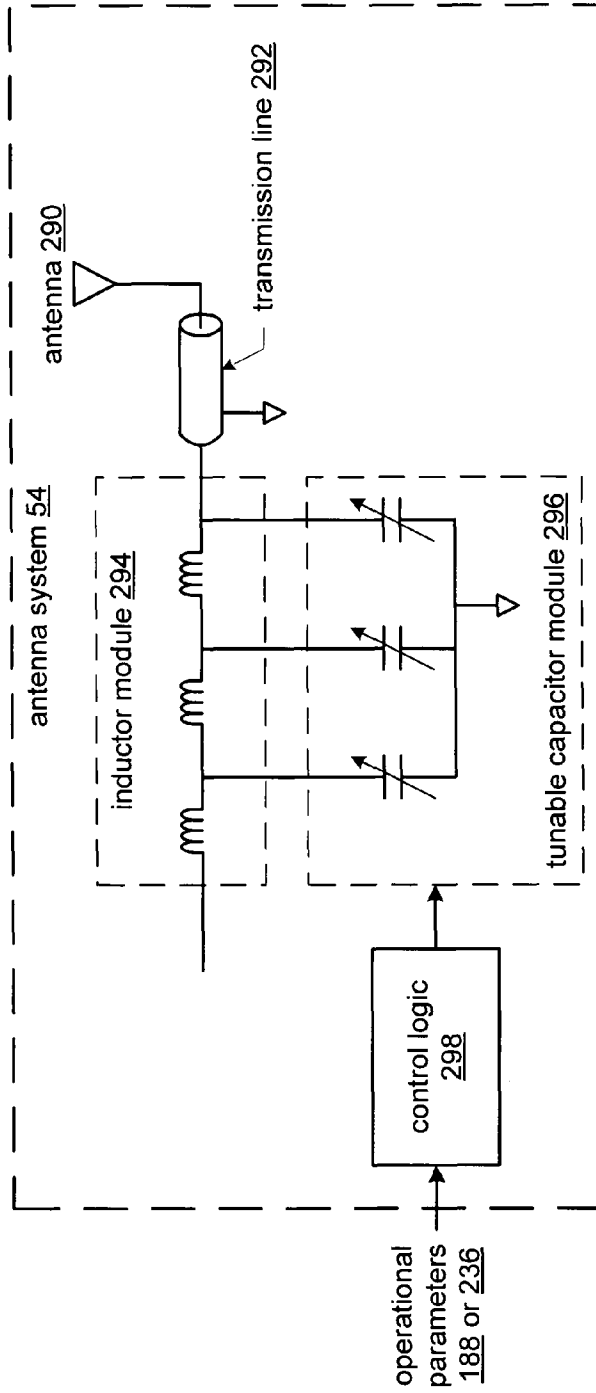 antenna system 54
antenna 290
transmission line 292
inductor module 294
tunable capacitor module 296
control logic
298
operational
parameters
188 or 236